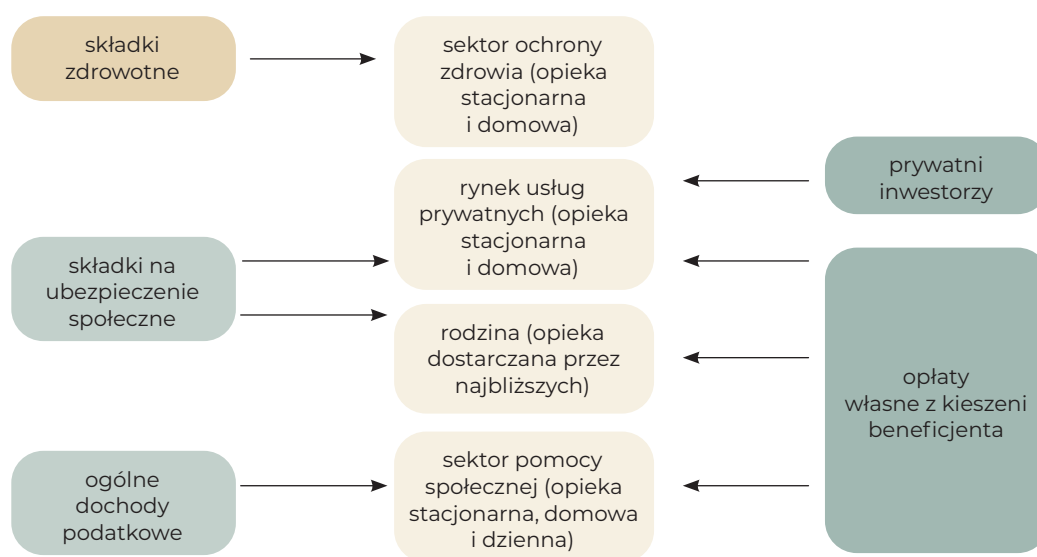 składki
zdrowotne
sektor ochrony
zdrowia (opieka
stacjonarna
i domowa)
prywatni
inwestorzy
rynek usług
prywatnych (opieka
stacjonarna
i domowa)
składki na
ubezpieczenie
społeczne
rodzina (opieka
dostarczana przez
najbliższych)
opłaty
własne z kieszeni
beneficjenta
ogólne
dochody
podatkowe
sektor pomocy
społecznej (opieka
stacjonarna, domowa
i dzienna)